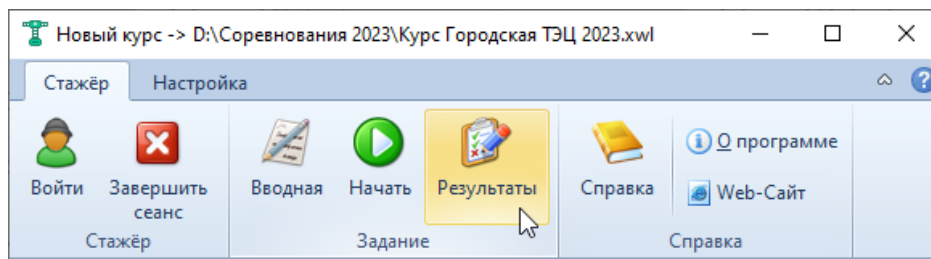 Новый курс -> D:\Соревнования 2023\Курс Городская ТЭЦ 2023.xwl
Стажёр Настройка
Войти
Завершить
сеанс
Вводная
Начать
Результаты
Справка
О программе
Web-Сайт
Стажёр
Задание
Справка